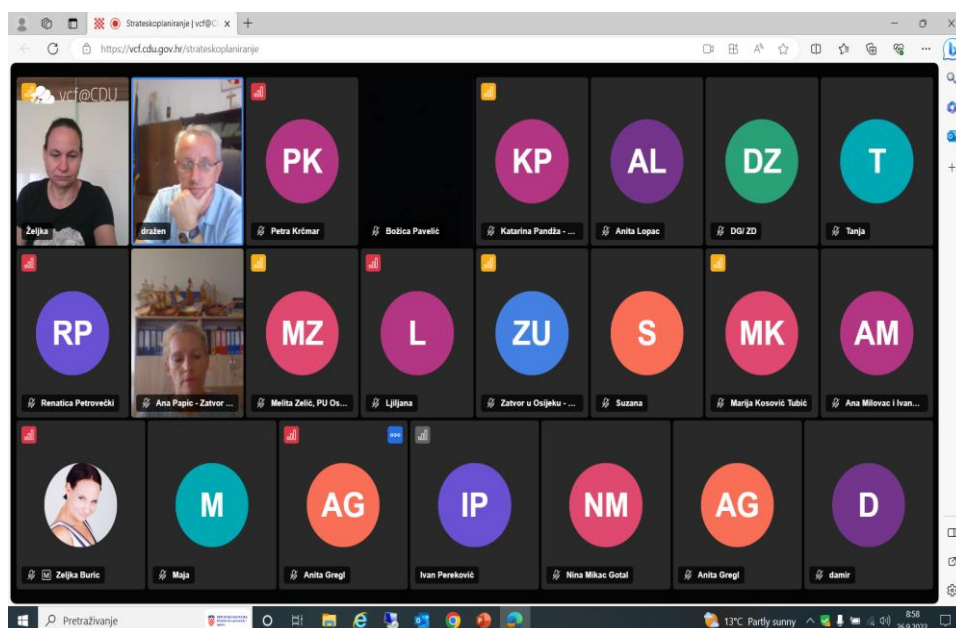 Strateskoplaniranje | vcf@C
https://vcf.cdu.gov.hr/strateskoplaniranje
vcf@CDU
Željka
dražen
PK
Petra Krčmar
Božica Pavelić
KP
Katarina Pandža - ...
AL
Anita Lopac
DZ
DG/ ZD
T
Tanja
RP
Renatica Petrovečki
Ana Papic - Zatvor ...
MZ
Melita Zelić, PU Os...
L
Ljiljana
ZU
Zatvor u Osijeku - ...
S
Suzana
MK
Marija Kosović Tubić
AM
Ana Milovac i Ivan...
M Zeljka Buric
M
Maja
AG
Anita Gregl
IP
Ivan Pereković
NM
Nina Mikac Gotal
AG
Anita Gregl
D
damir
Pretraživanje
13°C Partly sunny
8:58
26.9.2023